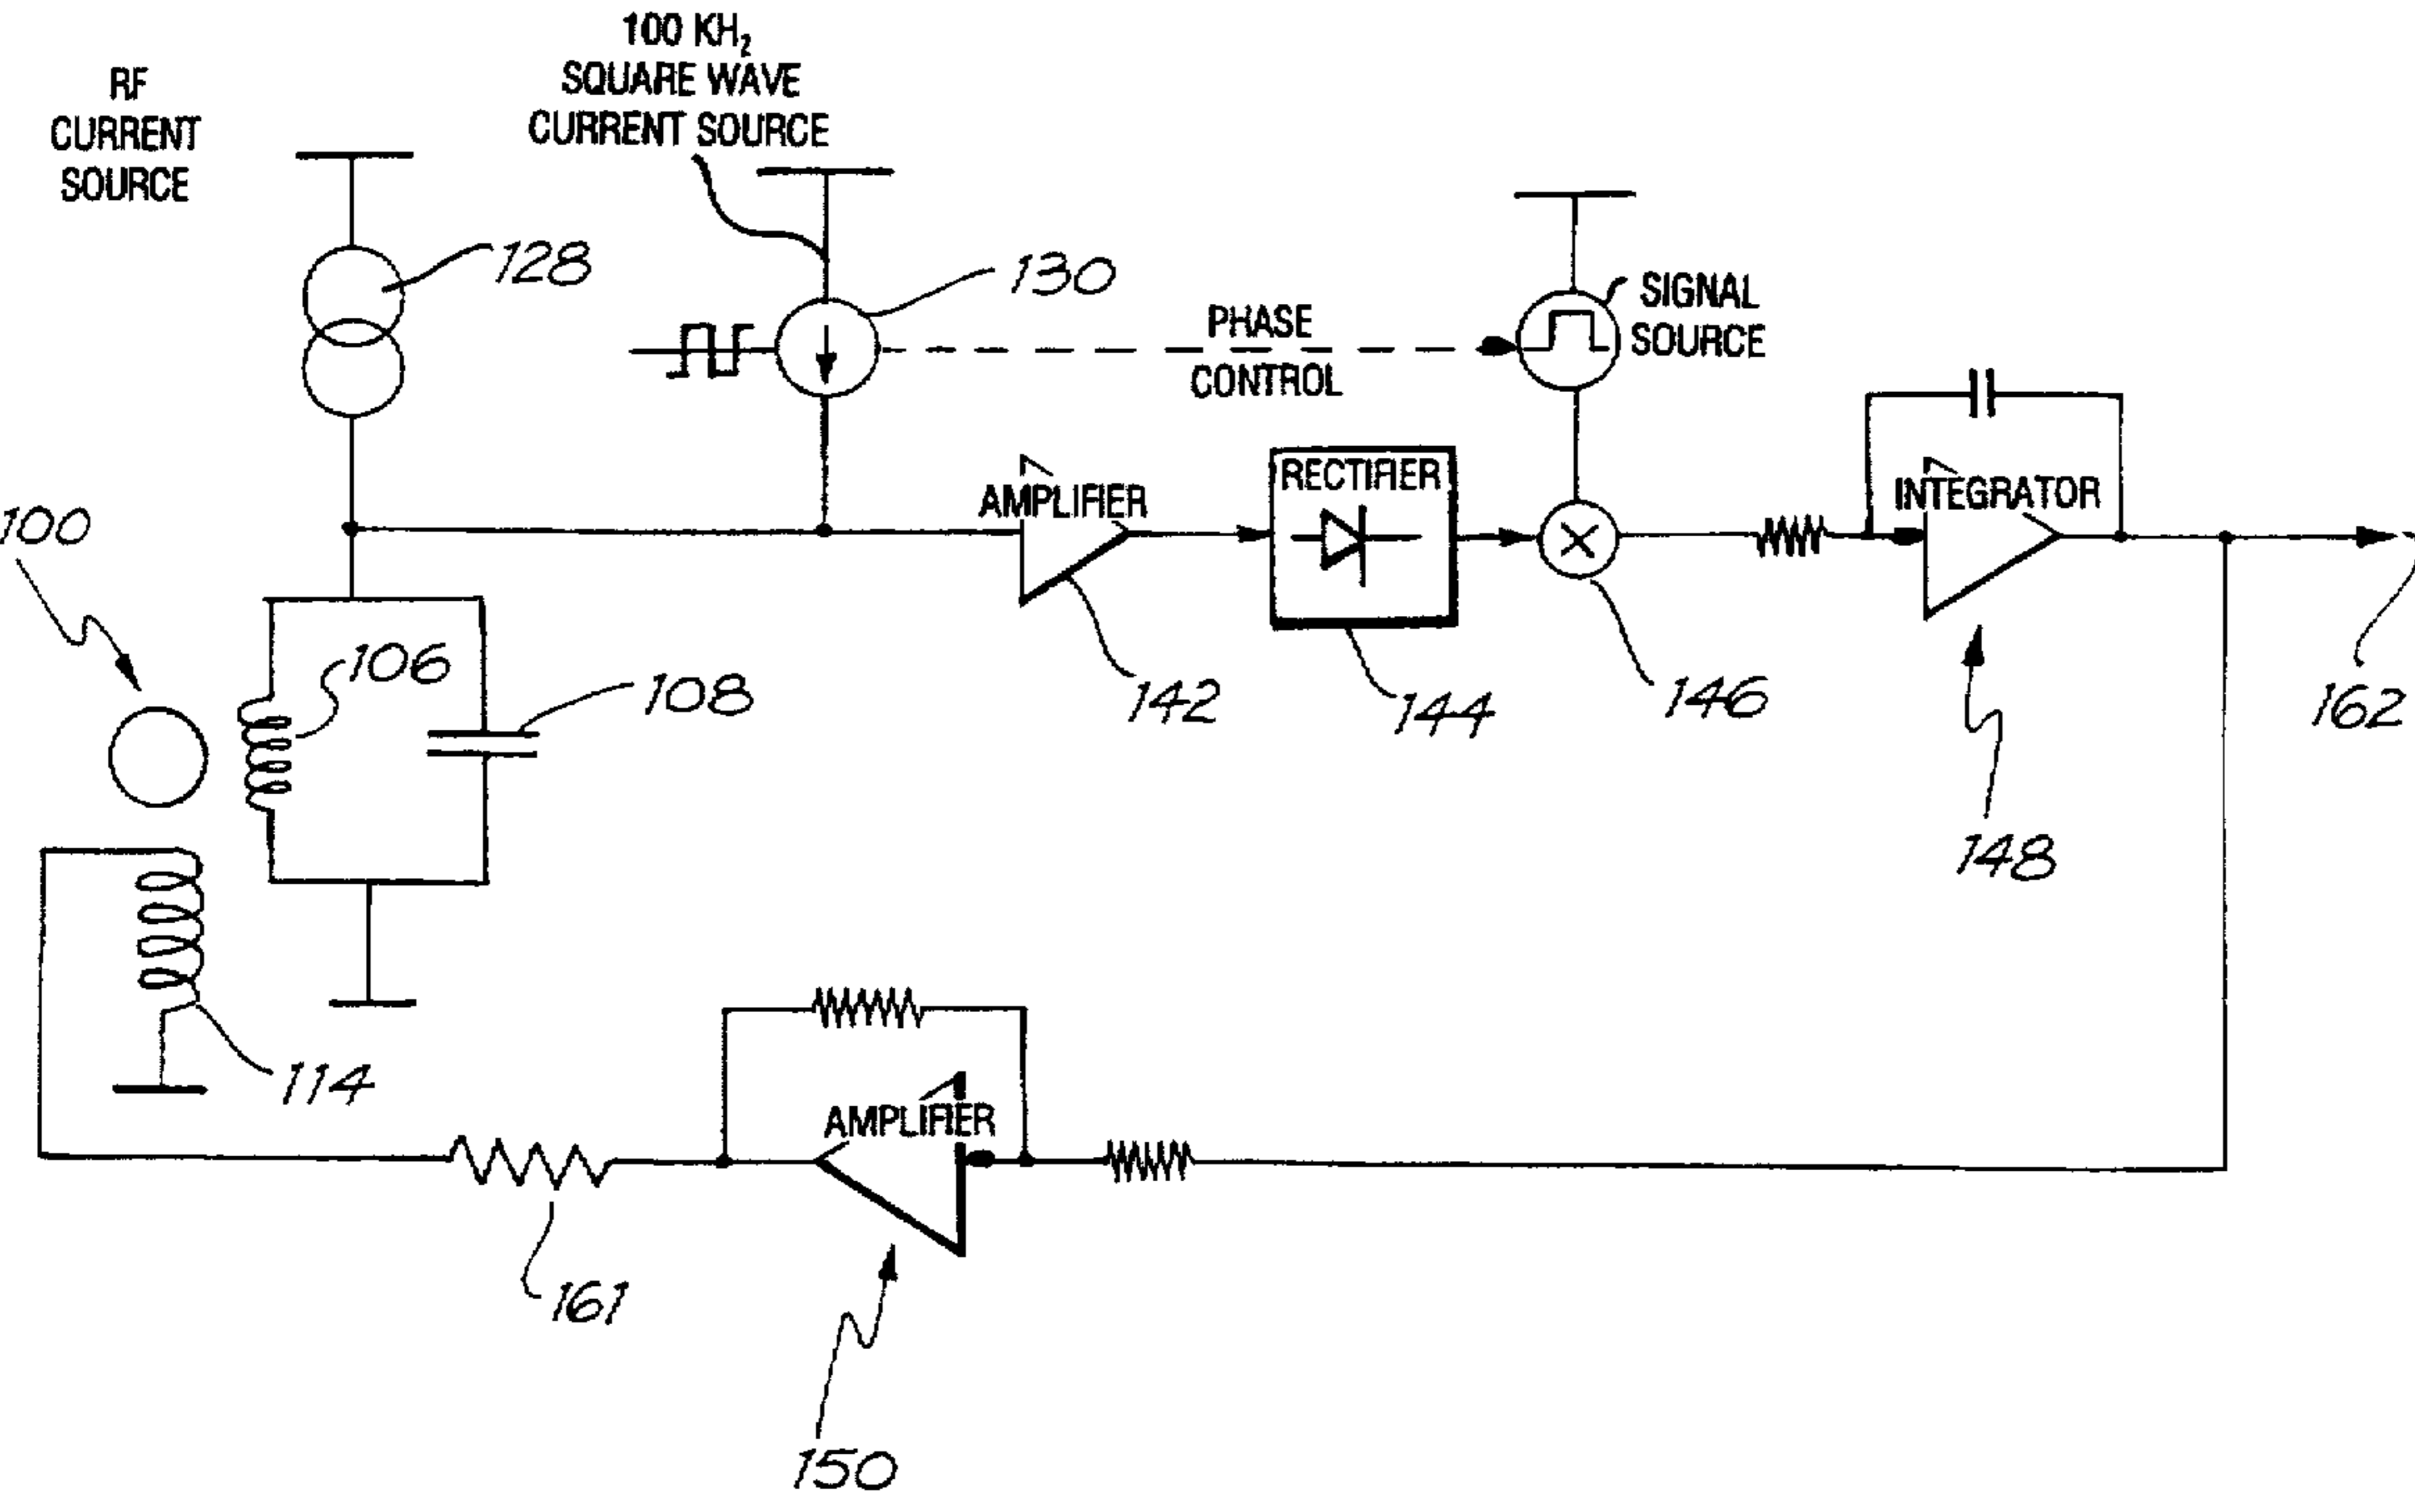 100 KH₂
SQUARE WAVE
CURRENT SOURCE
RF
CURRENT
SOURCE
128
130
PHASE
CONTROL
SIGNAL
SOURCE
100
AMPLIFIER
RECTIFIER
INTEGRATOR
106
108
142
144
146
162
148
114
AMPLIFIER
161
150